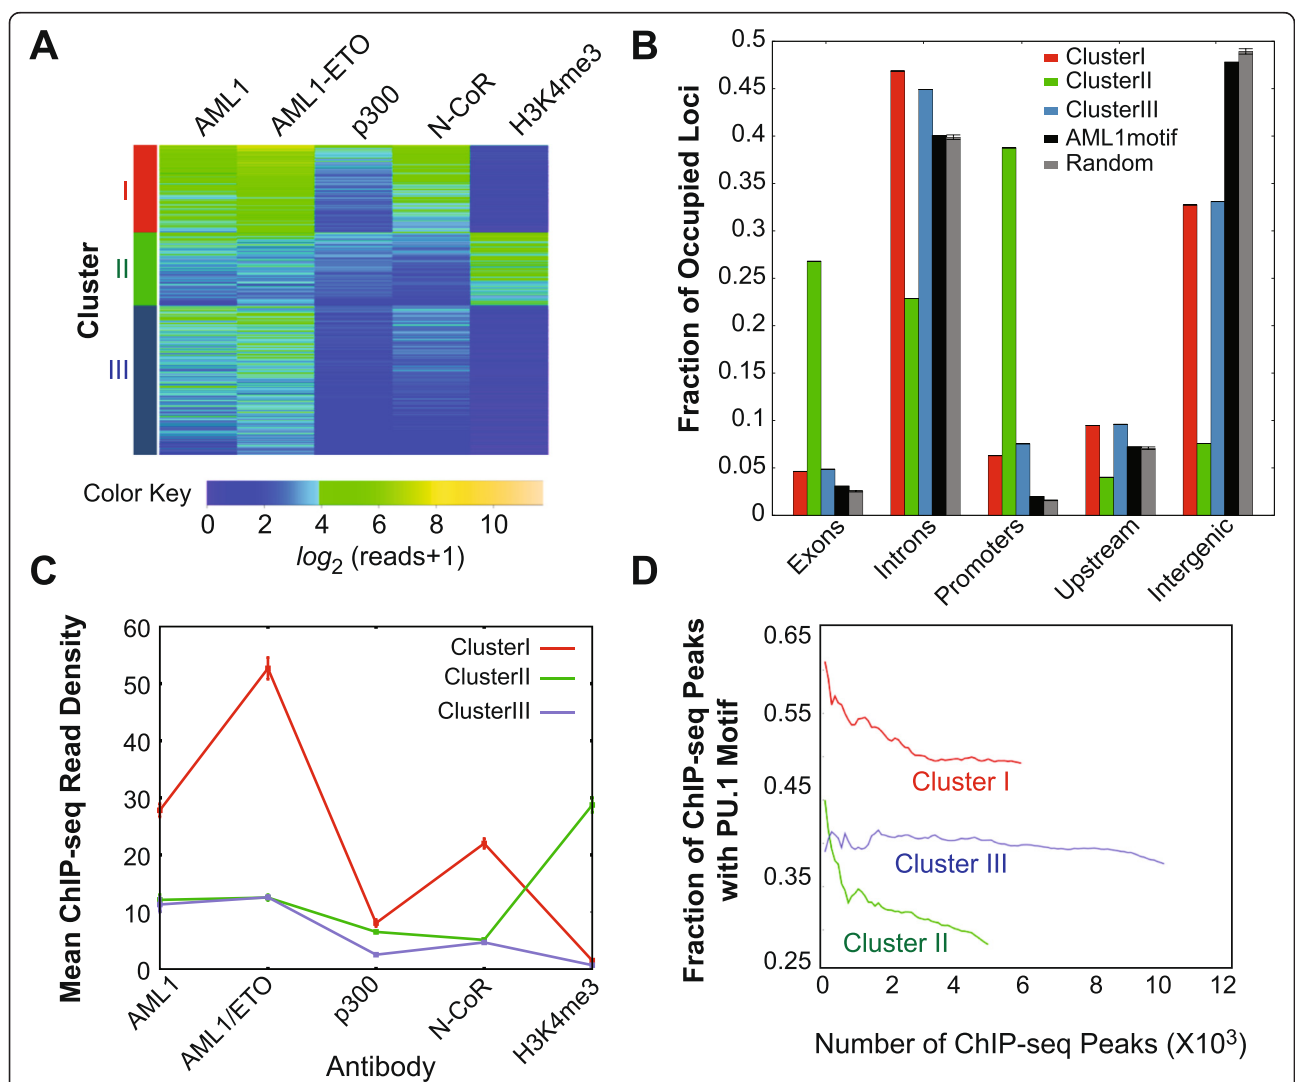 A
AML1
AML1-ETO
p300
N-CoR
H3K4me3
Cluster
I
II
III
Color Key
0 2 4 6 8 10
log2 (reads+1)
B
Fraction of Occupied Loci
0.5
0.45
0.4
0.35
0.3
0.25
0.2
0.15
0.1
0.05
0
ClusterI
ClusterII
ClusterIII
AML1motif
Random
Exons
Introns
Promoters
Upstream
Intergenic
C
Mean ChIP-seq Read Density
60
50
40
30
20
10
0
ClusterI
ClusterII
ClusterIII
AML1
AML1/ETO
p300
N-CoR
H3K4me3
Antibody
D
Fraction of ChIP-seq Peaks
with PU.1 Motif
0.65
0.55
0.45
0.35
0.25
Cluster I
Cluster III
Cluster II
0 2 4 6 8 10 12
Number of ChIP-seq Peaks (X10³)